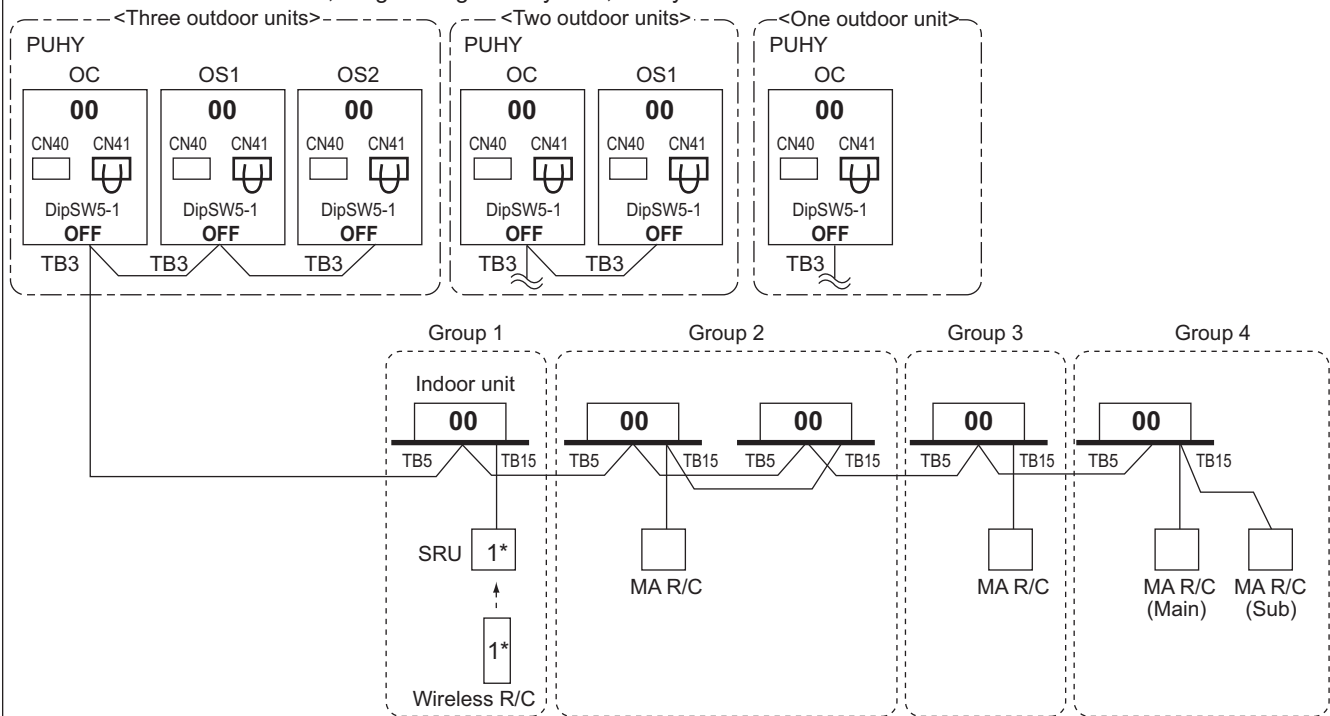 <Three outdoor units>
<Two outdoor units>
<One outdoor unit>
PUHY
PUHY
PUHY
OC OS1 OS2
OC OS1
OC
00 00 00 00 00 00
CN40 CN41 CN40 CN41 CN40 CN41 CN40 CN41 CN40 CN41 CN40 CN41
DipSW5-1 DipSW5-1 DipSW5-1 DipSW5-1 DipSW5-1 DipSW5-1
OFF OFF OFF OFF OFF OFF
TB3 TB3 TB3 TB3 TB3 TB3
Group 1 Group 2 Group 3 Group 4
Indoor unit
00 00 00 00 00
TB5 TB15 TB5 TB15 TB5 TB15 TB5 TB15 TB5 TB15
SRU 1*
MA R/C MA R/C MA R/C MA R/C
(Main) (Sub)
1*
Wireless R/C